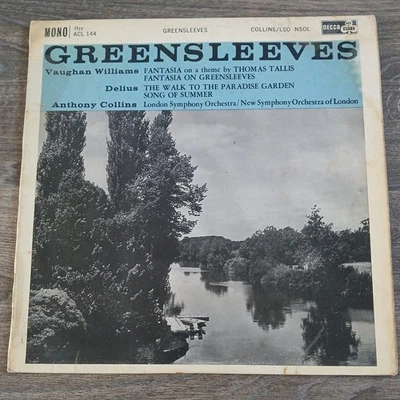 MONO ffrr ACL 144 GREENSLEEVES COLLINS/LSO NSOL DECCA
GREENSLEEVES
Vaughan Williams FANTASIA on a theme by THOMAS TALLIS
FANTASIA ON GREENSLEEVES
Delius THE WALK TO THE PARADISE GARDEN
SONG OF SUMMER
Anthony Collins London Symphony Orchestra/New Symphony Orchestra of London